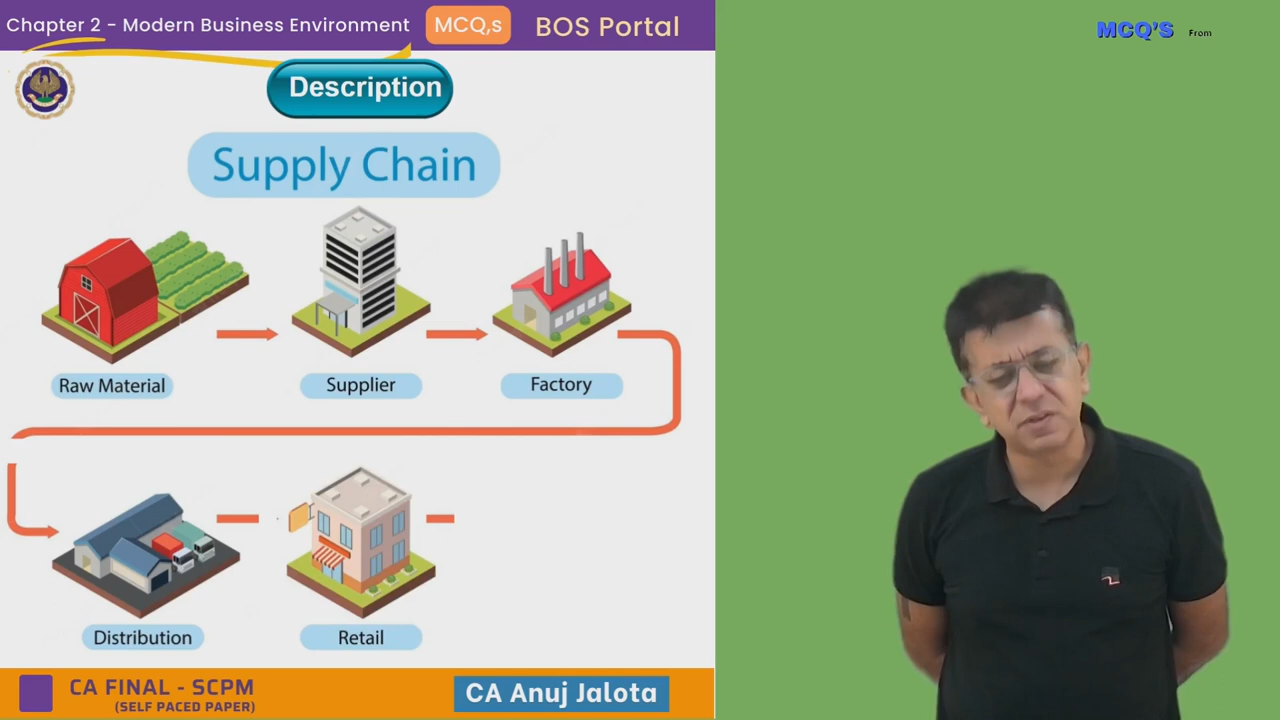 Chapter 2 - Modern Business Environment
MCQ,s
BOS Portal
MCQ'S From
Description
Supply Chain
Raw Material
Supplier
Factory
Distribution
Retail
CA FINAL - SCPM
(SELF PACED PAPER)
CA Anuj Jalota